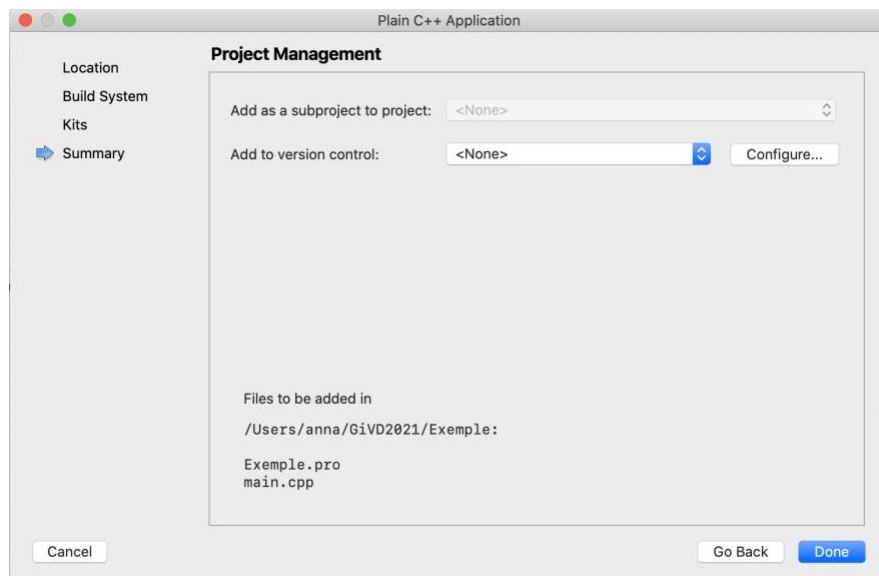 Plain C++ Application
Project Management
Location
Build System
Kits
Summary
Add as a subproject to project: <None>
Add to version control: <None> Configure...
Files to be added in
/Users/anna/GiVD2021/Exemple:
Exemple.pro
main.cpp
Cancel Go Back Done